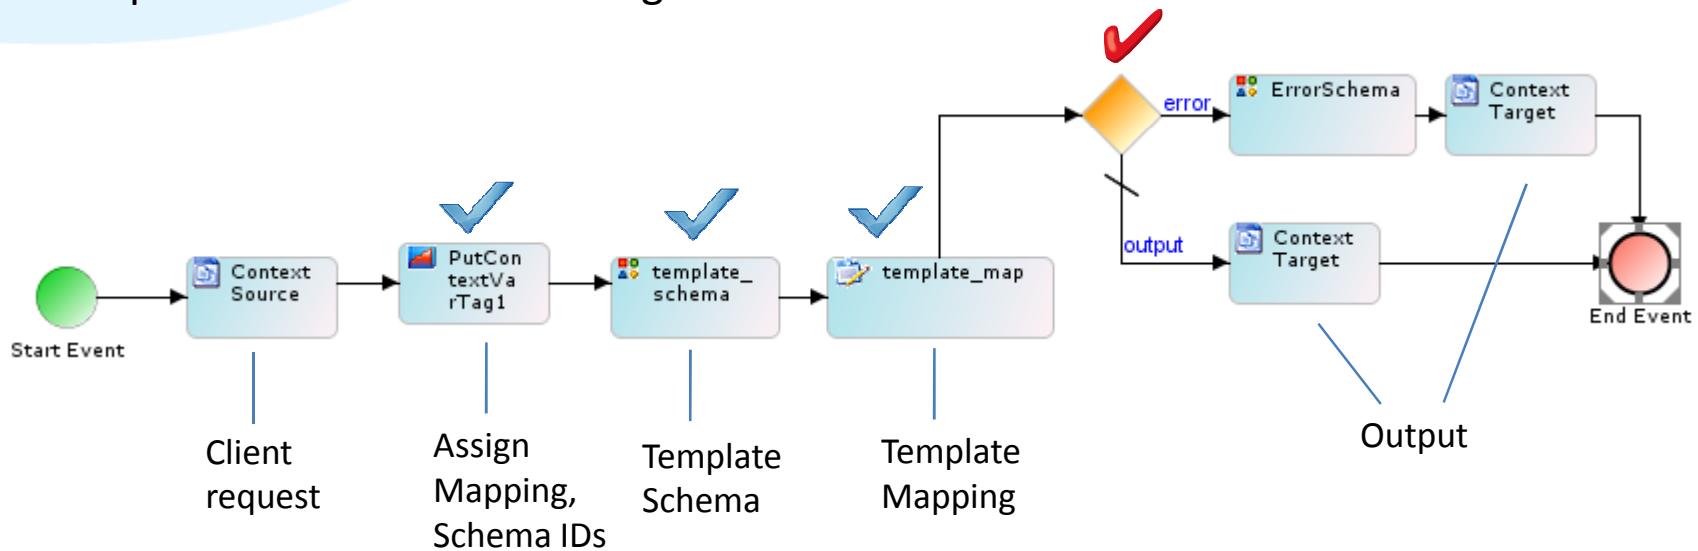 error
ErrorSchema
Context
Target
output
Context
Target
End Event
Start Event
Context
Source
PutCon
textVa
rTag1
template_
schema
template_map
Client
request
Assign
Mapping,
Schema IDs
Template
Schema
Template
Mapping
Output